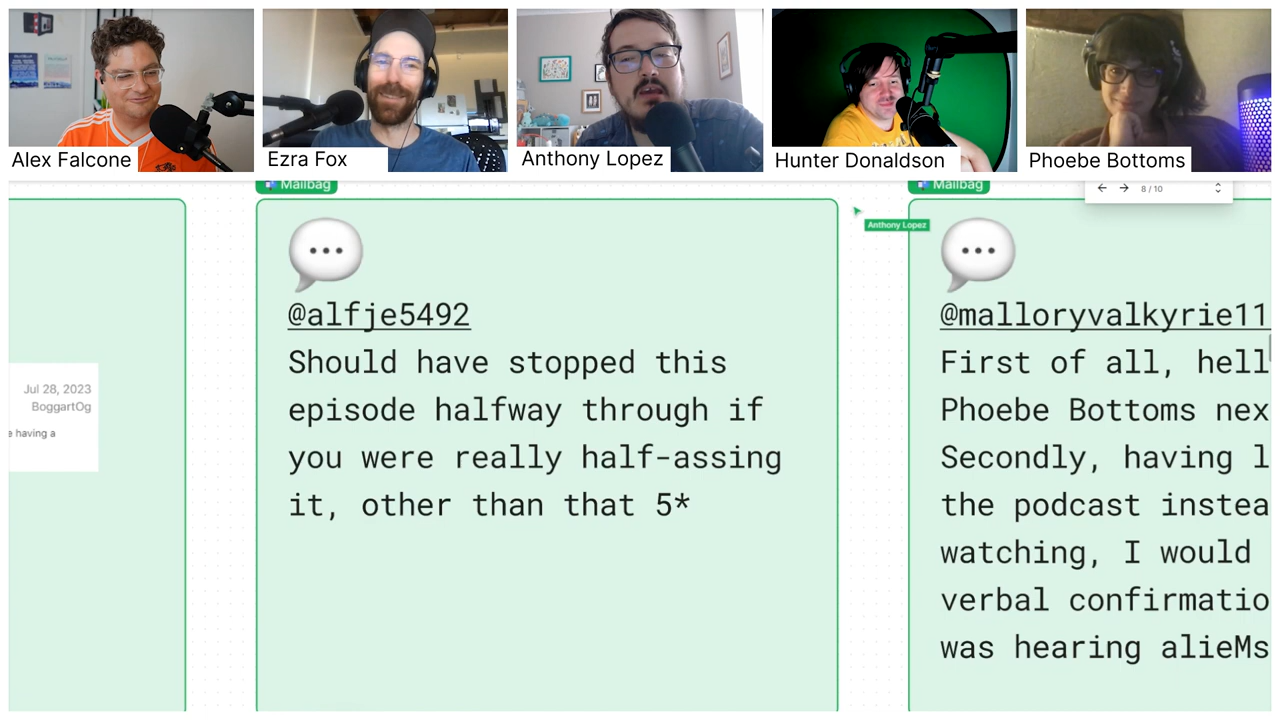 Alex Falcone
Ezra Fox
Anthony Lopez
Hunter Donaldson
Phoebe Bottoms
Mailbag
Mailbag
8 / 10
Anthony Lopez
Jul 28, 2023
BoggartOg
e having a
@alfje5492
Should have stopped this
episode halfway through if
you were really half-assing
it, other than that 5*
@malloryvalkyrie11
First of all, hell
Phoebe Bottoms nex
Secondly, having l
the podcast instea
watching, I would
verbal confirmatio
was hearing alieMs